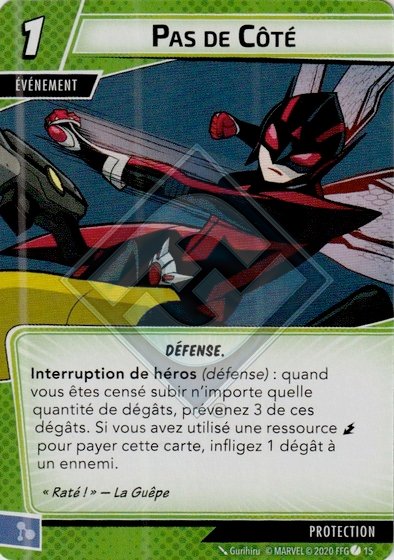 1
PAS DE CÔTÉ
ÉVÉNEMENT
DÉFENSE.
Interruption de héros (défense) : quand
vous êtes censé subir n'importe quelle
quantité de dégâts, prévenez 3 de ces
dégâts. Si vous avez utilisé une ressource
pour payer cette carte, infligez 1 dégât à
un ennemi.
« Raté ! » — La Guêpe
PROTECTION
Gurihiru © MARVEL © 2020 FFG 15